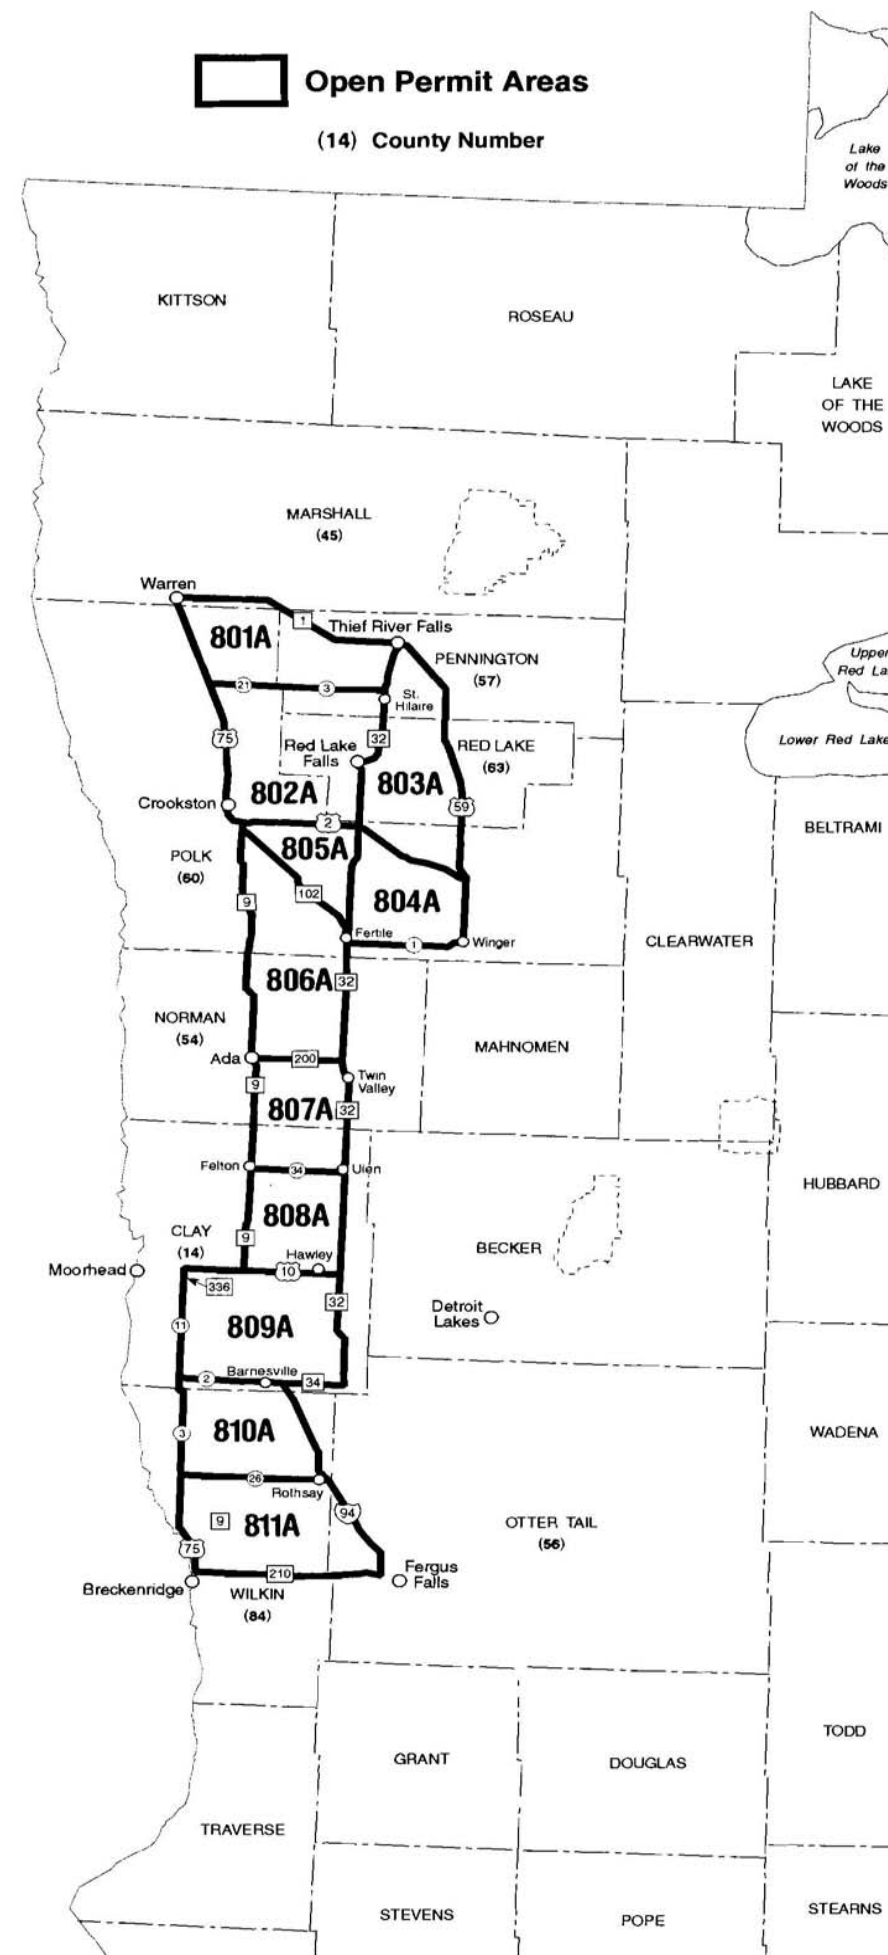 Open Permit Areas
(14) County Number
Lake
of the
Woods
KITTSON
ROSEAU
LAKE
OF THE
WOODS
MARSHALL
(45)
Warren
1
Thief River Falls
801A
PENNINGTON
(57)
Upper
Red La
21
3
St.
Hilaire
75
32
Red Lake
Falls
RED LAKE
(63)
Lower Red Lake
802A
803A
59
Crookston
2
BELTRAMI
805A
POLK
(60)
102
9
804A
Fertile
1
Winger
CLEARWATER
806A
32
NORMAN
(54)
MAHNOMEN
Ada
200
9
Twin
Valley
807A
32
Felton
34
Ulen
HUBBARD
808A
CLAY
(14)
9
Hawley
BECKER
Moorhead
10
336
32
Detroit
Lakes
11
809A
Barnesville
2
34
810A
3
WADENA
26
Rothsay
94
9
811A
OTTER TAIL
(56)
75
210
Fergus
Falls
Breckenridge
WILKIN
(84)
TODD
GRANT
DOUGLAS
TRAVERSE
STEVENS
POPE
STEARNS